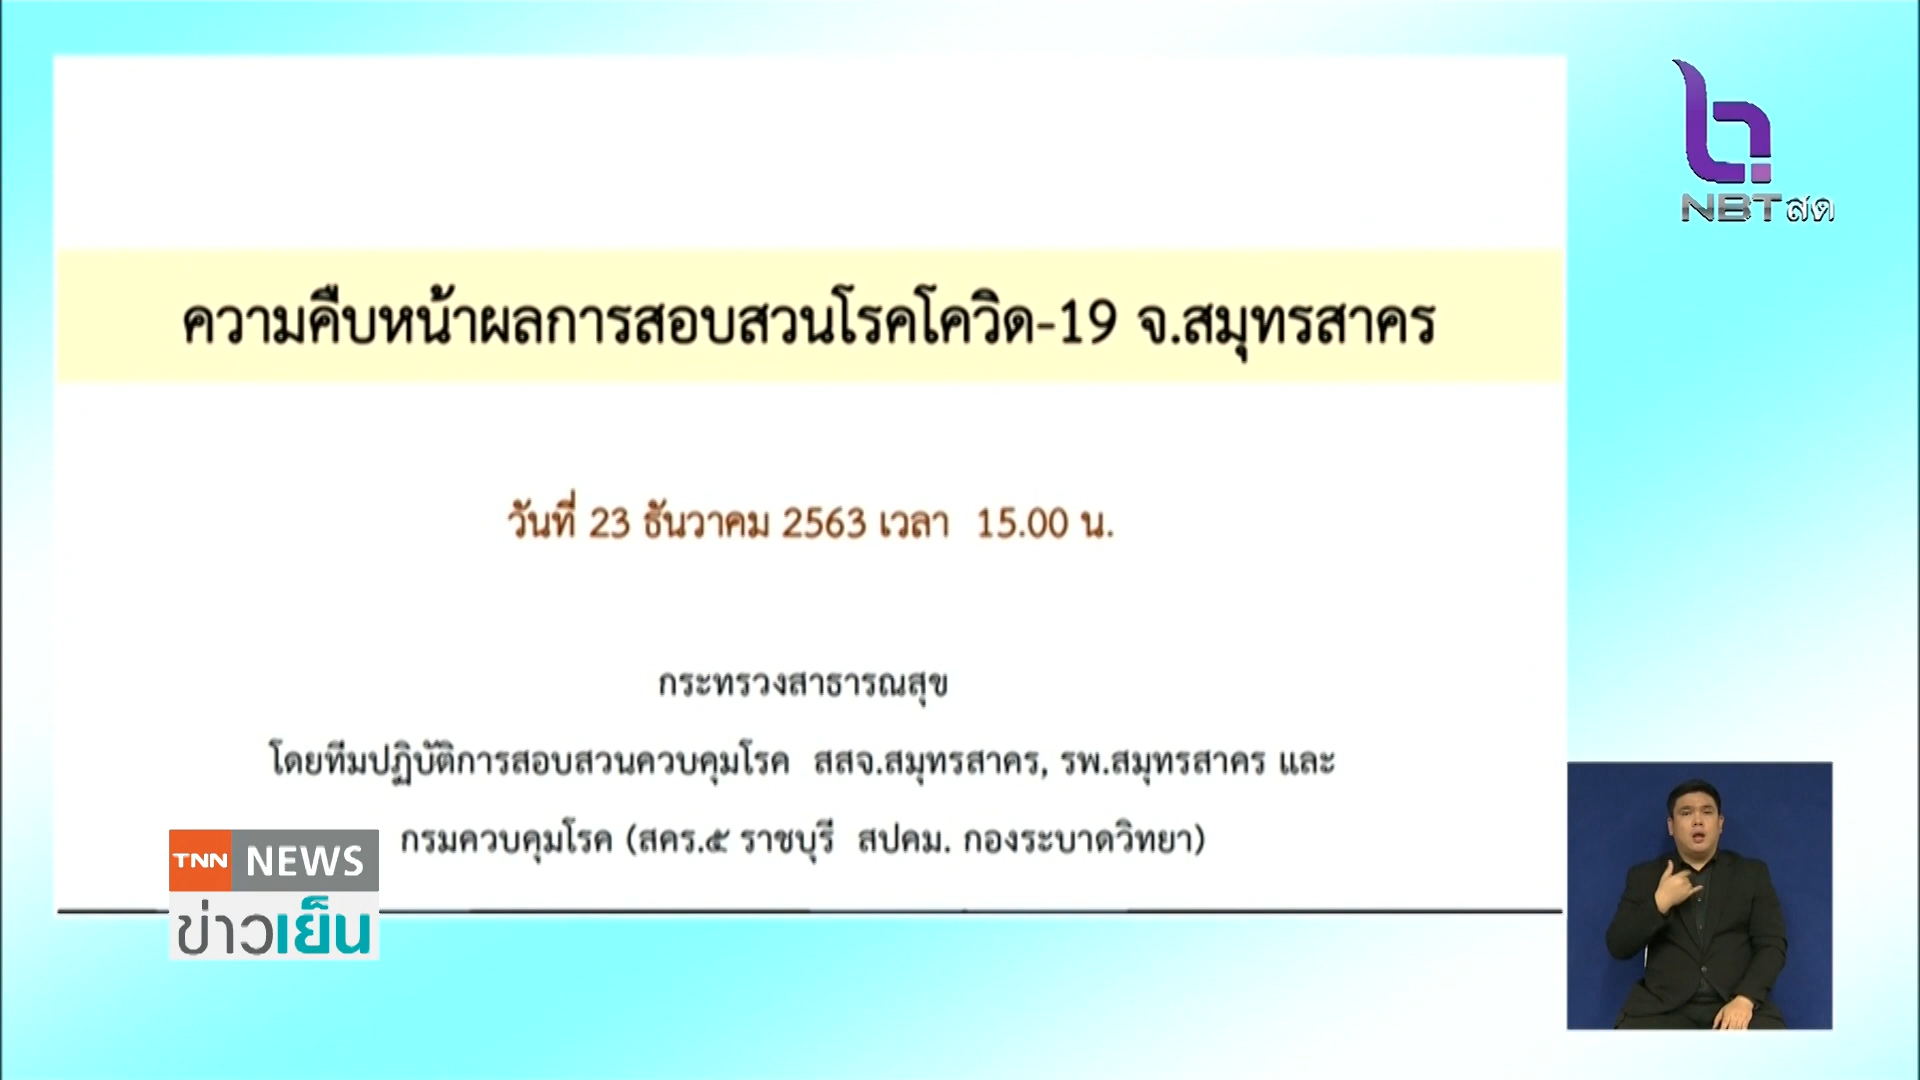 NBT สด
ความคืบหน้าผลการสอบสวนโรคโควิด-19 จ.สมุทรสาคร
วันที่ 23 ธันวาคม 2563 เวลา 15.00 น.
กระทรวงสาธารณสุข
โดยทีมปฏิบัติการสอบสวนควบคุมโรค สสจ.สมุทรสาคร, รพ.สมุทรสาคร และ
กรมควบคุมโรค (สคร.๕ ราชบุรี สปคม. กองระบาดวิทยา)
TNN NEWS
ข่าวเย็น